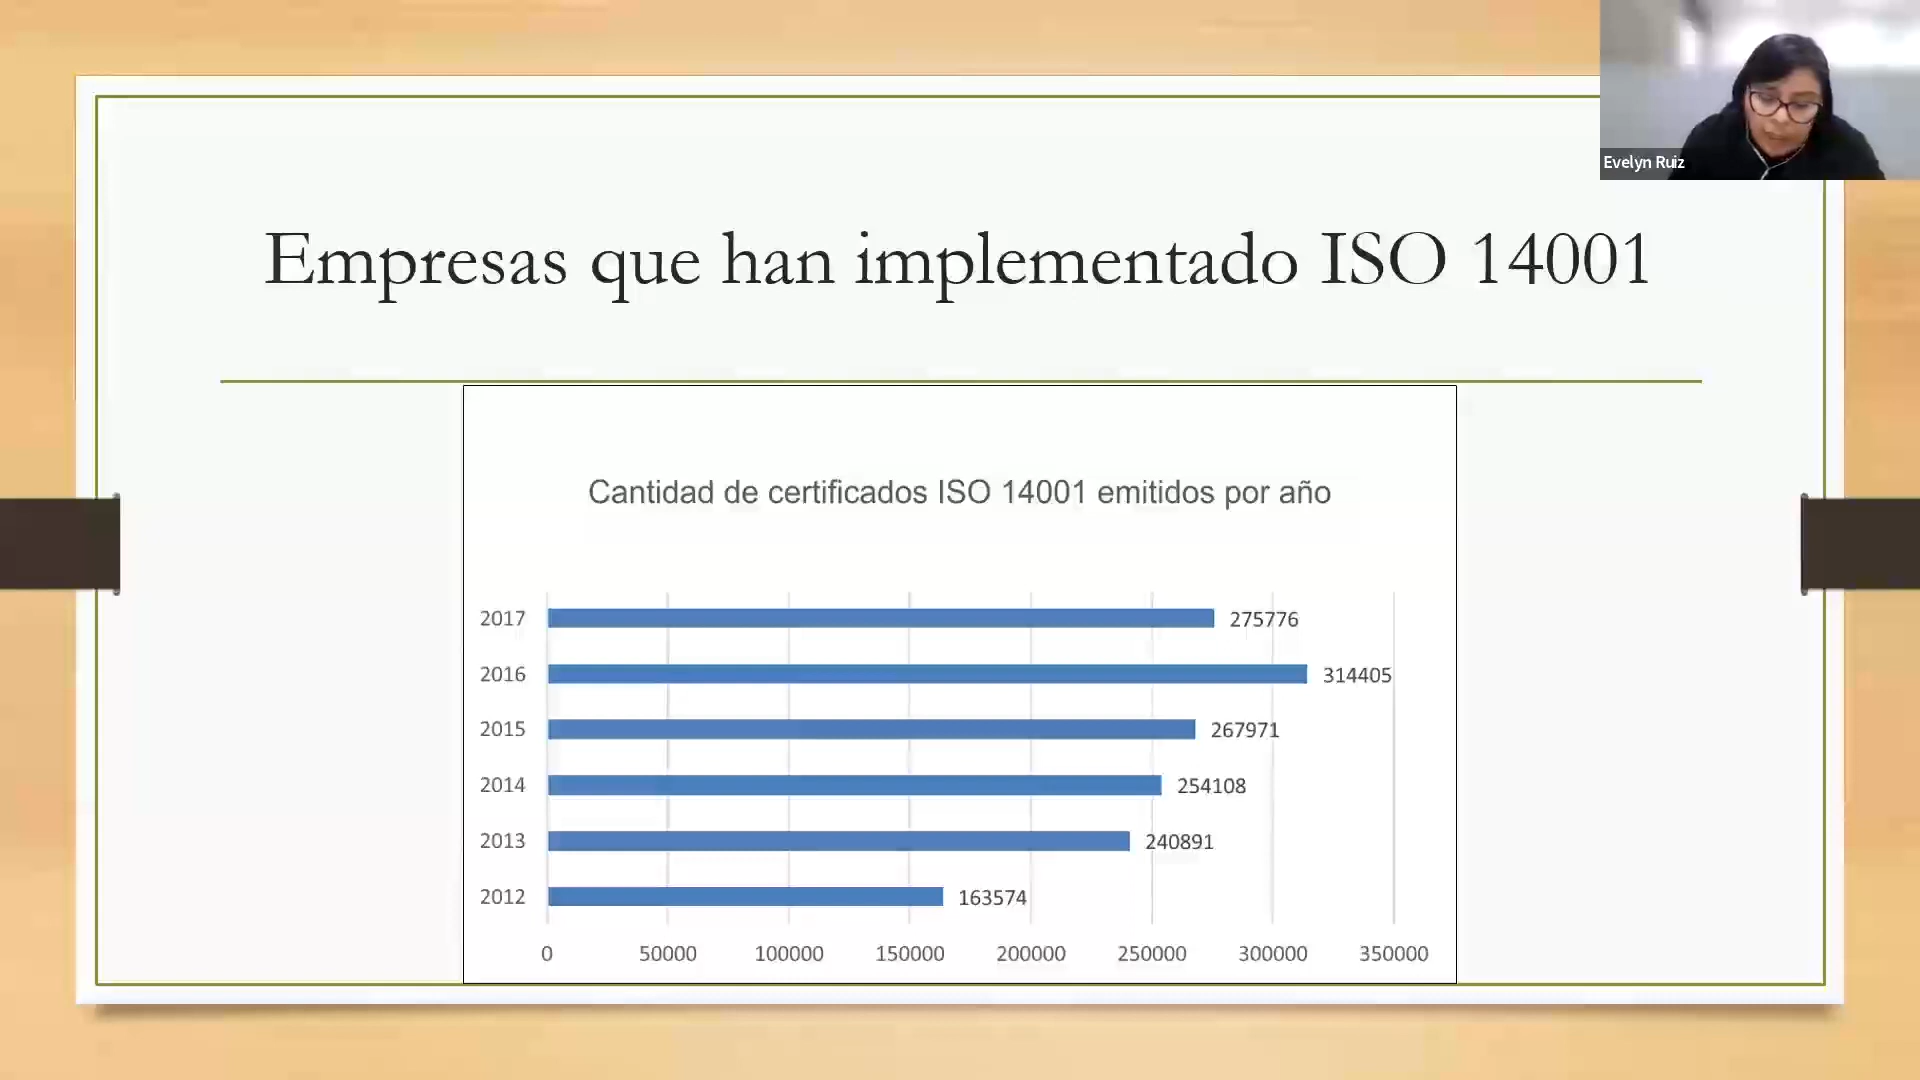 Evelyn Ruiz
Empresas que han implementado ISO 14001
Cantidad de certificados ISO 14001 emitidos por año
2017 275776
2016 314405
2015 267971
2014 254108
2013 240891
2012 163574
0 50000 100000 150000 200000 250000 300000 350000